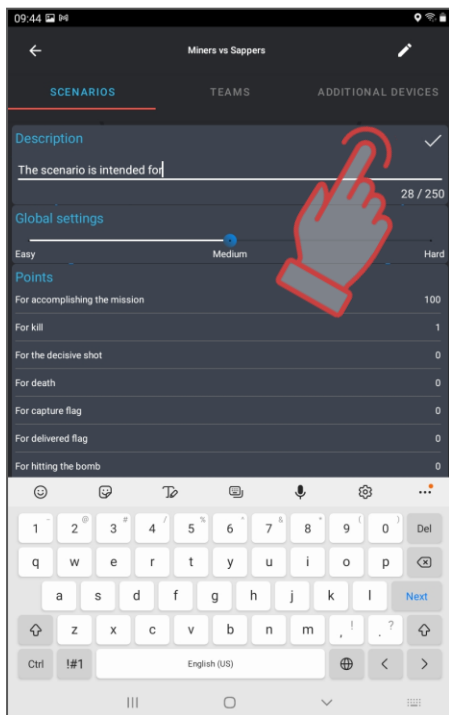 09:44
Miners vs Sappers
SCENARIOS TEAMS ADDITIONAL DEVICES
Description
The scenario is intended for
28 / 250
Global settings
Easy Medium Hard
Points
For accomplishing the mission 100
For kill 1
For the decisive shot 0
For death 0
For capture flag 0
For delivered flag 0
For hitting the bomb 0
1 2 @ 3 # 4 / 5 % 6 ^ 7 & 8 * 9 ( 0 ) Del
q w e r t y u i o p
a s d f g h j k l Next
z x c v b n m , ! . ?
Ctrl !#1 English (US) < >